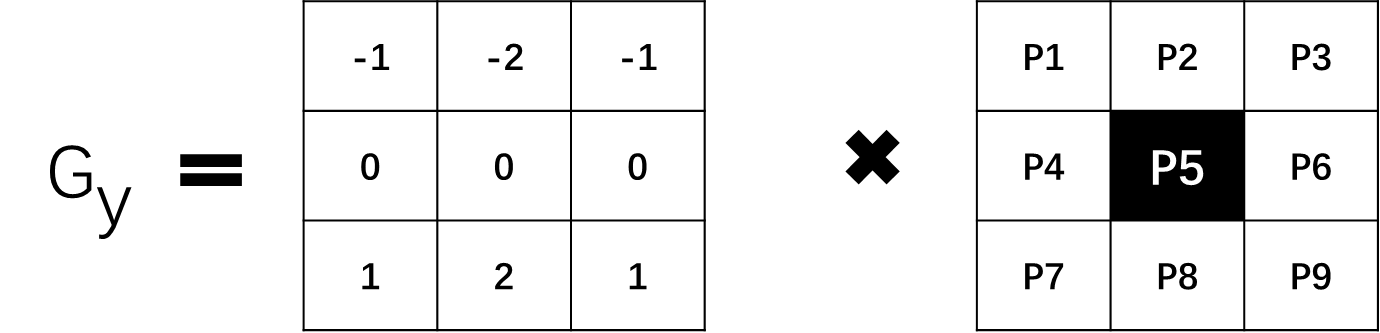 -1 -2 -1 P1 P2 P3
Gy = 0 0 0 ✖ P4 P5 P6
1 2 1 P7 P8 P9